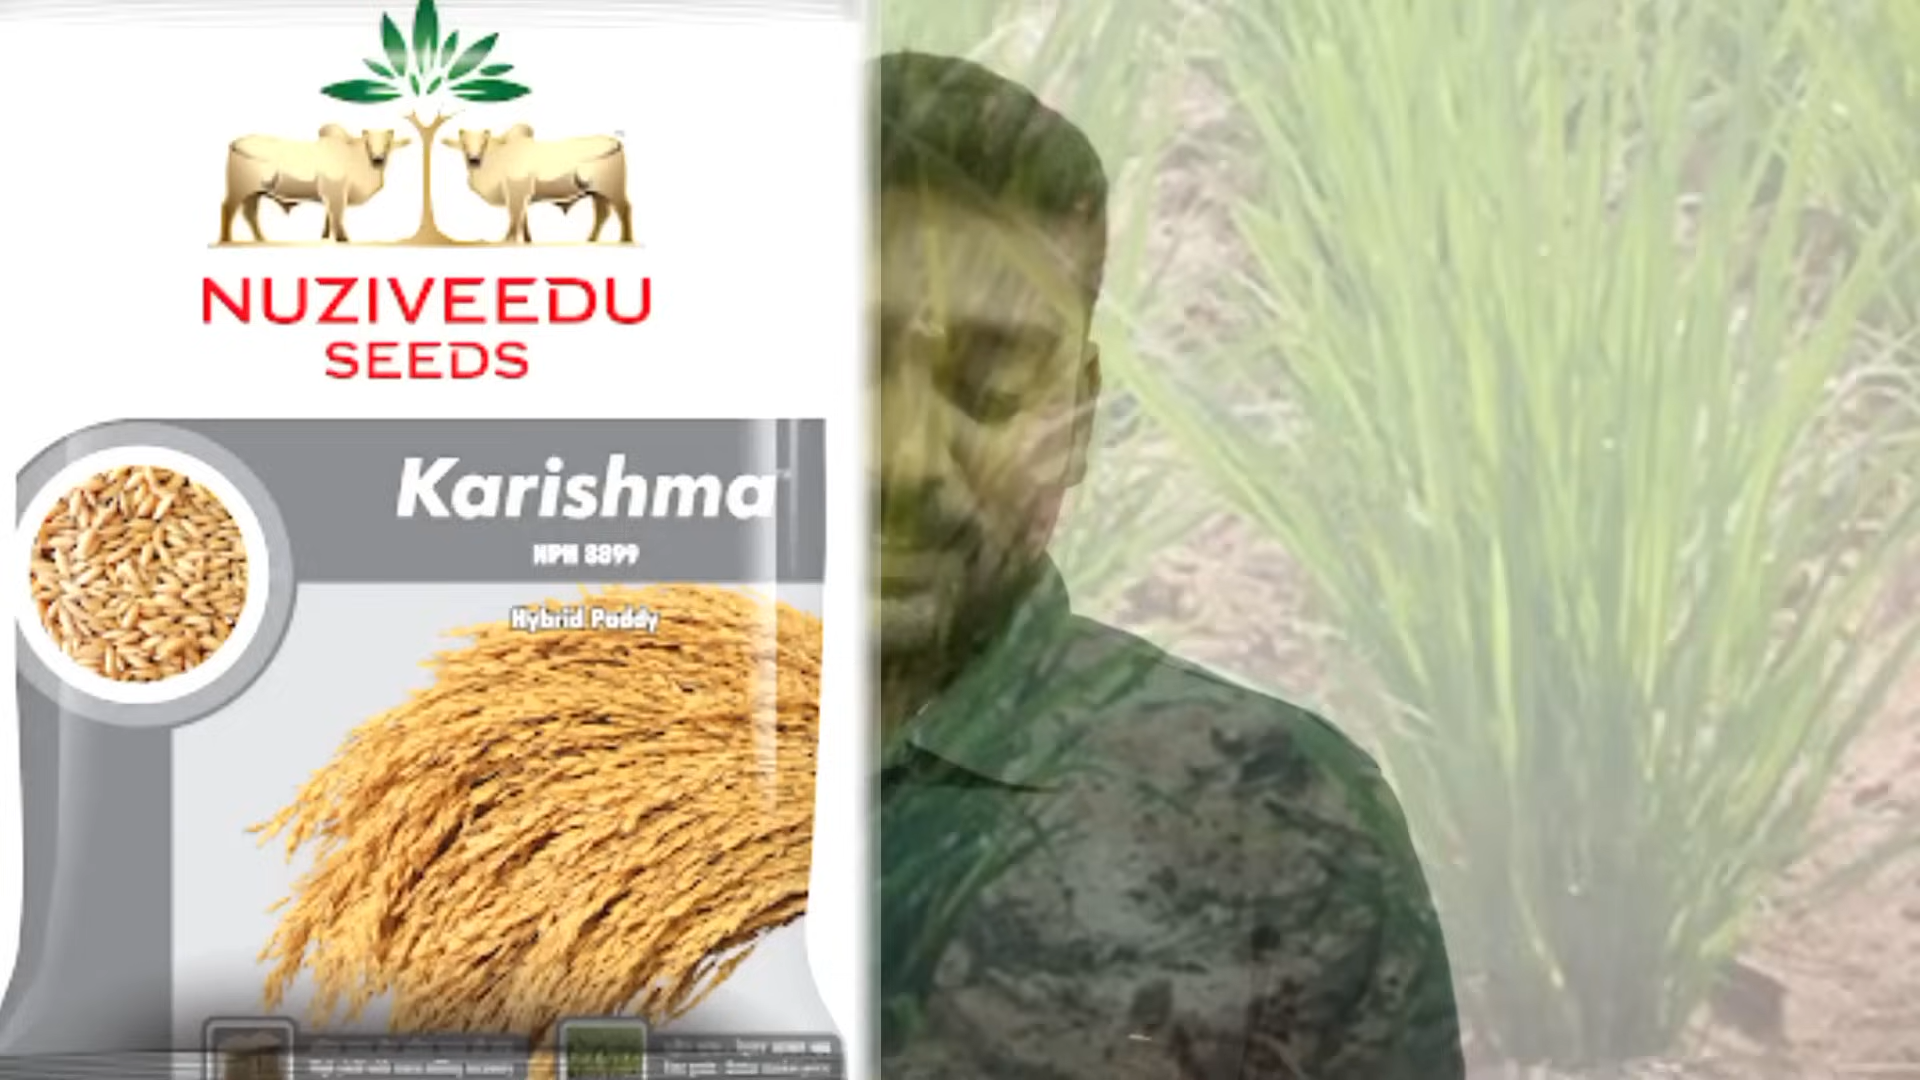 NUZIVEEDU
SEEDS
Karishma
NPH 8899
Hybrid Paddy